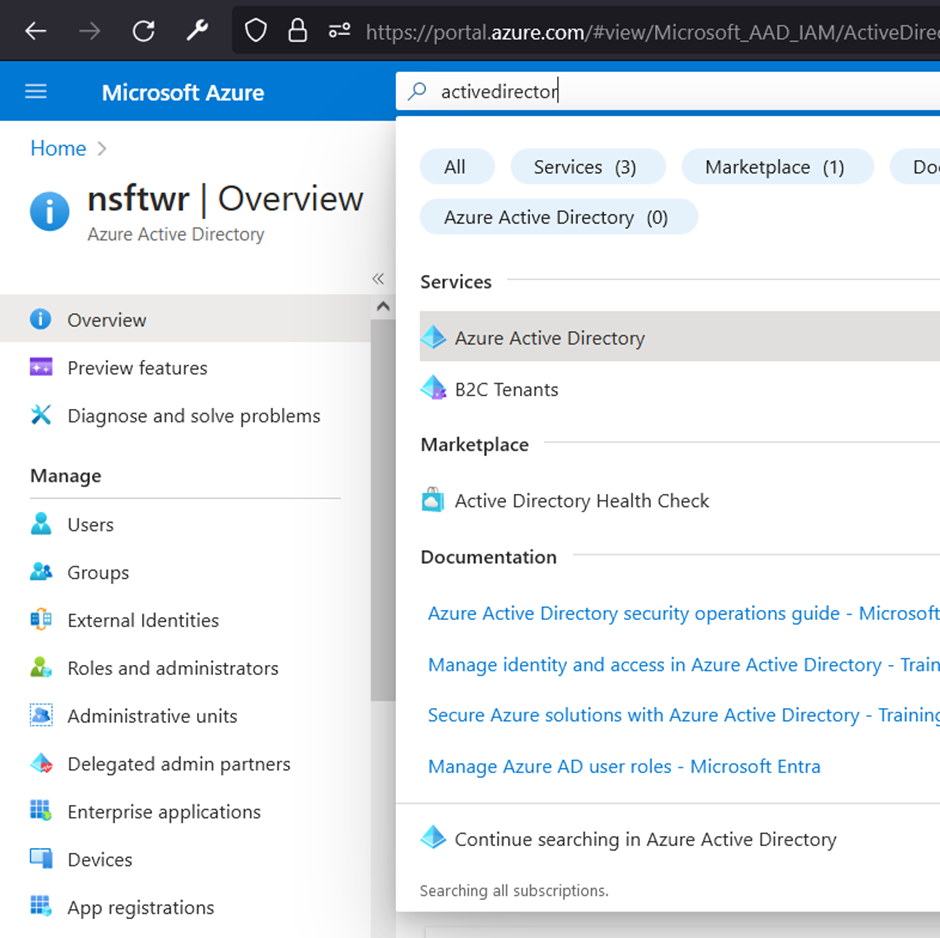 https://portal.azure.com/#view/Microsoft_AAD_IAM/ActiveDirec
Microsoft Azure
activedirector
Home
nsftwr | Overview
Azure Active Directory
Overview
Preview features
Diagnose and solve problems
Manage
Users
Groups
External Identities
Roles and administrators
Administrative units
Delegated admin partners
Enterprise applications
Devices
App registrations
All
Services (3)
Marketplace (1)
Do
Azure Active Directory (0)
Services
Azure Active Directory
B2C Tenants
Marketplace
Active Directory Health Check
Documentation
Azure Active Directory security operations guide - Microsoft
Manage identity and access in Azure Active Directory - Train
Secure Azure solutions with Azure Active Directory - Training
Manage Azure AD user roles - Microsoft Entra
Continue searching in Azure Active Directory
Searching all subscriptions.